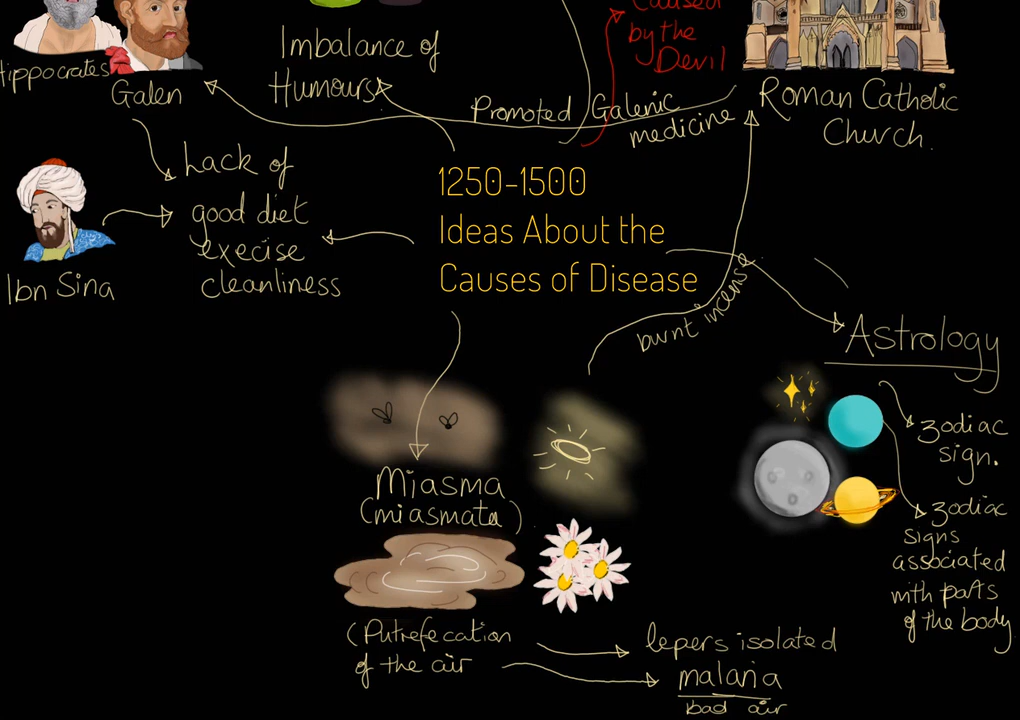 Caused
by the
Devil
Imbalance of
Humours.
Hippocrates
Galen
Promoted Galenic
medicine
Roman Catholic
Church.
Lack of
good diet
execise
cleanliness
Ibn Sina
1250-1500
Ideas About the
Causes of Disease
burnt incense
Astrology
zodiac
sign.
zodiac
signs
associated
with parts
of the body
Miasma
(miasmata)
(Putrefecation
of the air
lepers isolated
malaria
bad air